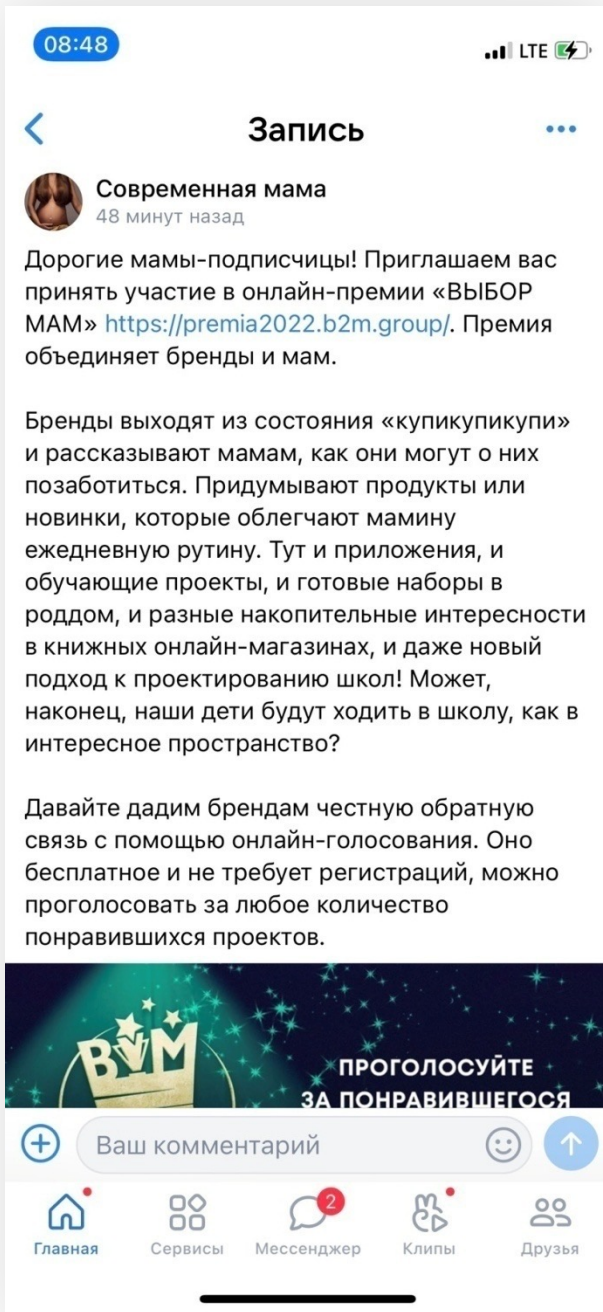 08:48
LTE
Запись
Современная мама
48 минут назад
Дорогие мамы-подписчицы! Приглашаем вас
принять участие в онлайн-премии «ВЫБОР
МАМ» https://premia2022.b2m.group/. Премия
объединяет бренды и мам.
Бренды выходят из состояния «купикупикупи»
и рассказывают мамам, как они могут о них
позаботиться. Придумывают продукты или
новинки, которые облегчают мамину
ежедневную рутину. Тут и приложения, и
обучающие проекты, и готовые наборы в
роддом, и разные накопительные интересности
в книжных онлайн-магазинах, и даже новый
подход к проектированию школ! Может,
наконец, наши дети будут ходить в школу, как в
интересное пространство?
Давайте дадим брендам честную обратную
связь с помощью онлайн-голосования. Оно
бесплатное и не требует регистраций, можно
проголосовать за любое количество
понравившихся проектов.
ВМ
ПРОГОЛОСУЙТЕ
ЗА ПОНРАВИВШЕГОСЯ
Ваш комментарий
2
Главная
Сервисы
Мессенджер
Клипы
Друзья